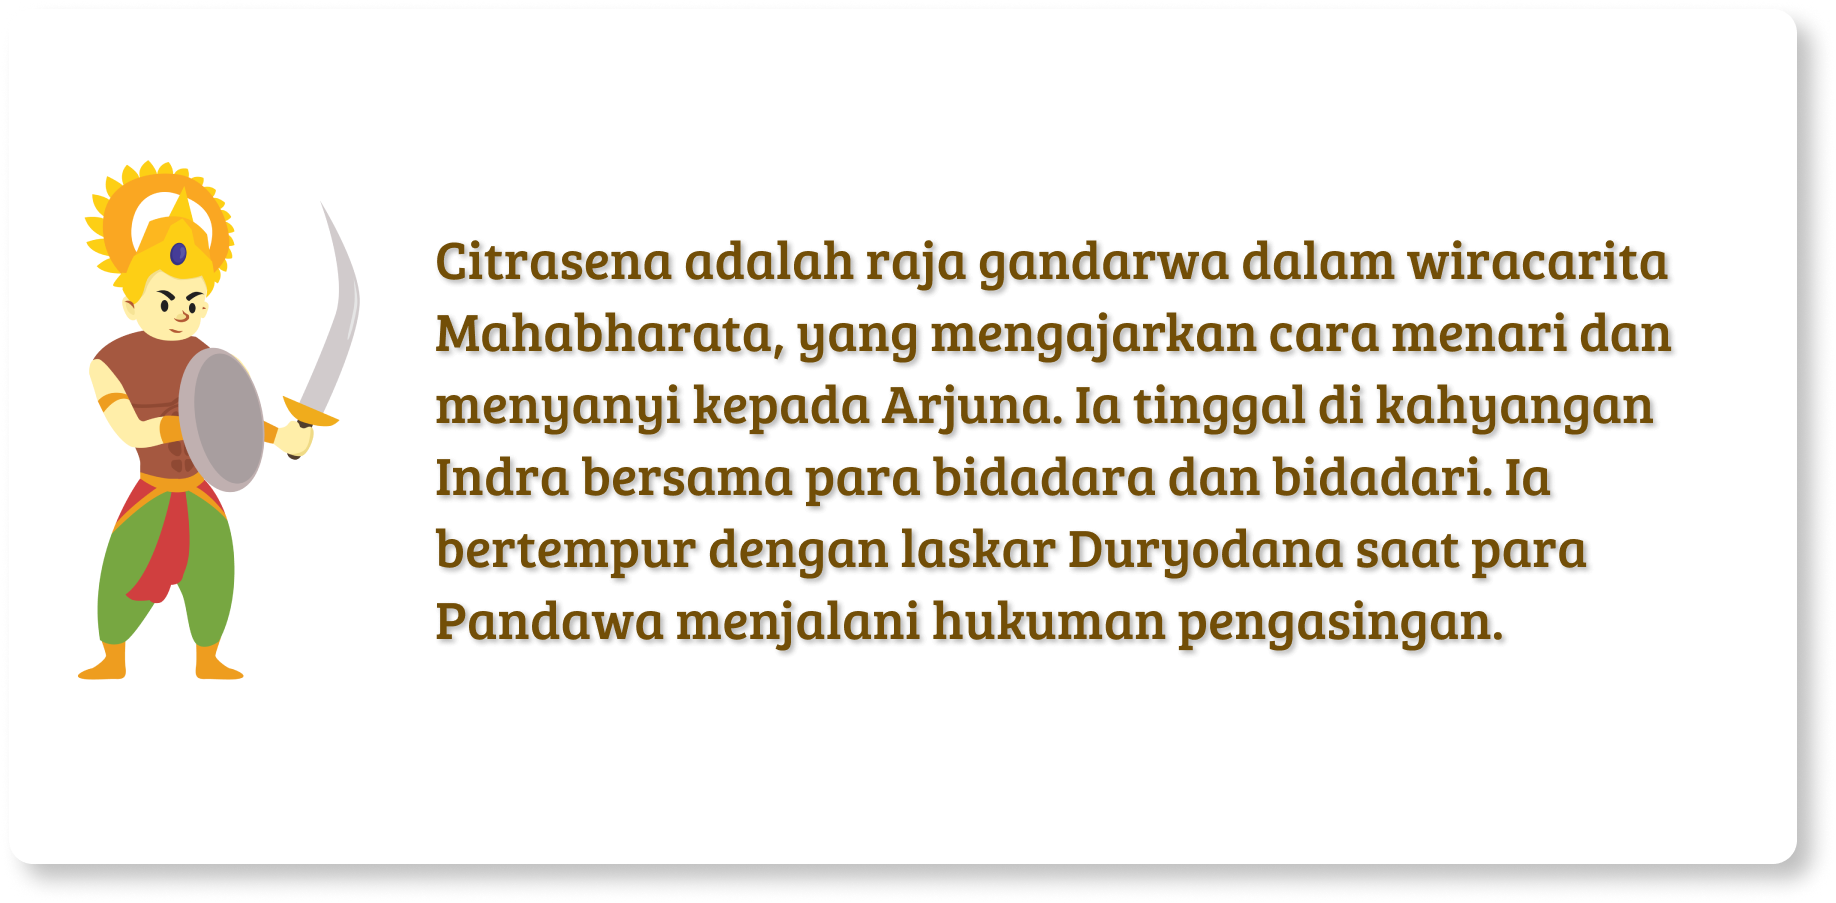 Citrasena adalah raja gandarwa dalam wiracarita
Mahabharata, yang mengajarkan cara menari dan
menyanyi kepada Arjuna. Ia tinggal di kahyangan
Indra bersama para bidadara dan bidadari. Ia
bertempur dengan laskar Duryodana saat para
Pandawa menjalani hukuman pengasingan.